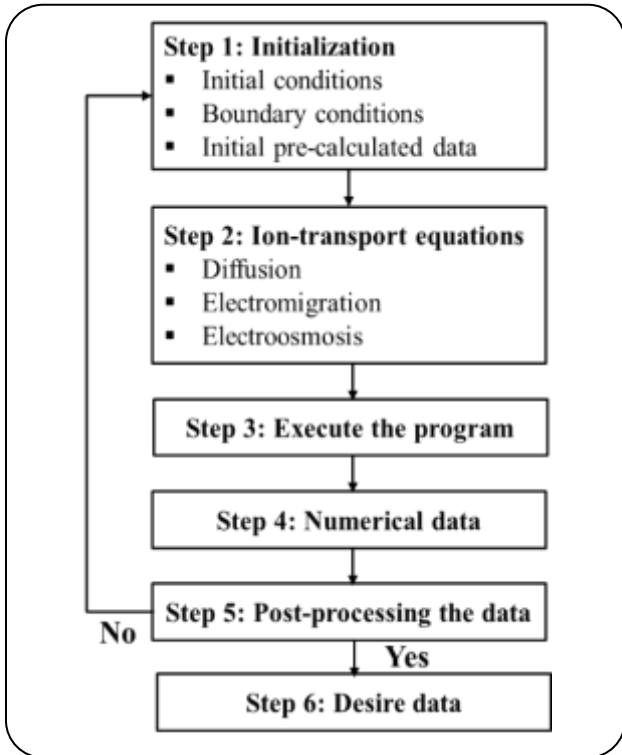 Step 1: Initialization
▪ Initial conditions
▪ Boundary conditions
▪ Initial pre-calculated data
Step 2: Ion-transport equations
▪ Diffusion
▪ Electromigration
▪ Electroosmosis
Step 3: Execute the program
Step 4: Numerical data
Step 5: Post-processing the data
No
Yes
Step 6: Desire data